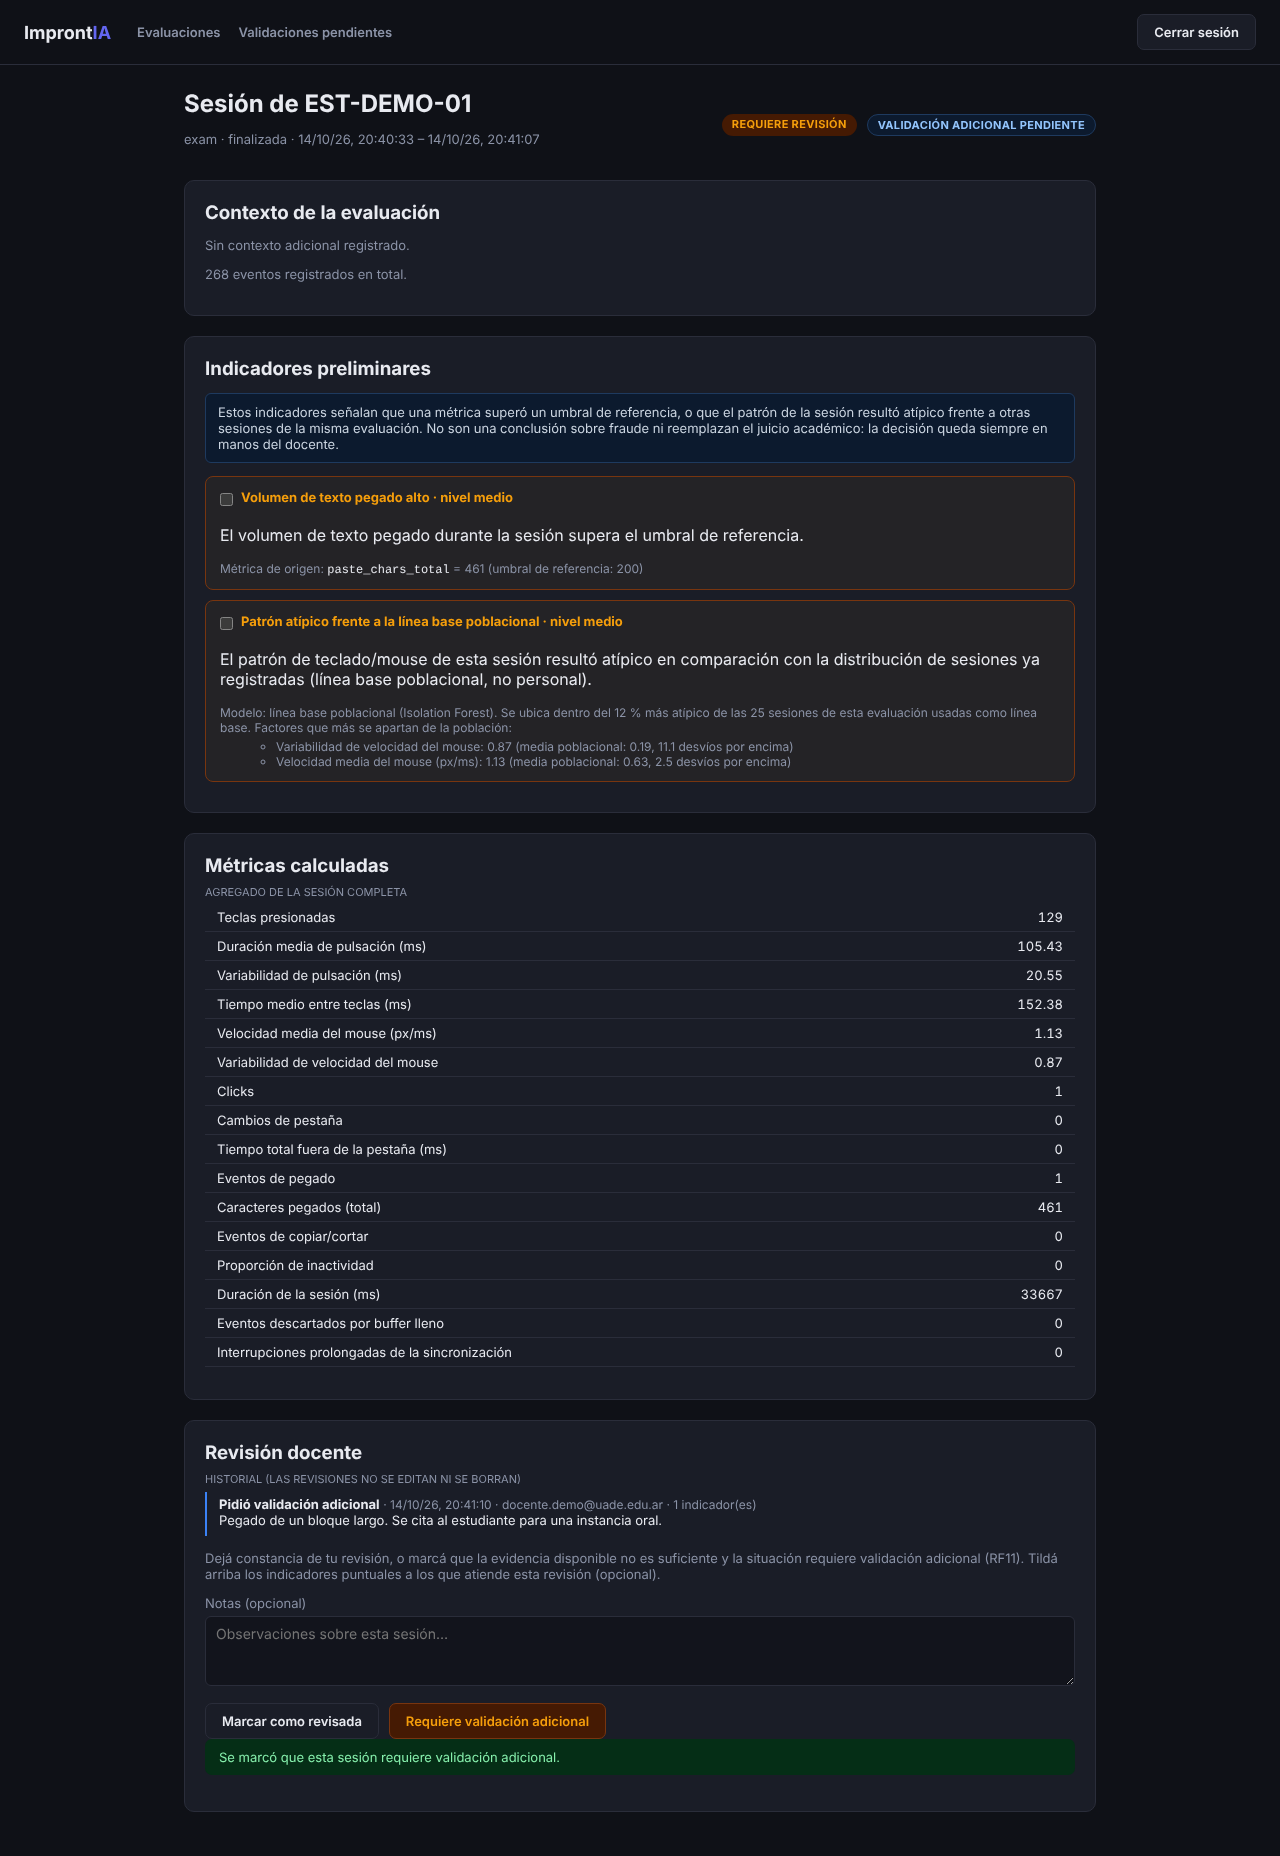 ImprontIA
Evaluaciones
Validaciones pendientes
Cerrar sesión
Sesión de EST-DEMO-01
exam · finalizada · 14/10/26, 20:40:33 – 14/10/26, 20:41:07
REQUIERE REVISIÓN
VALIDACIÓN ADICIONAL PENDIENTE
Contexto de la evaluación
Sin contexto adicional registrado.
268 eventos registrados en total.
Indicadores preliminares
Estos indicadores señalan que una métrica superó un umbral de referencia, o que el patrón de la sesión resultó atípico frente a otras
sesiones de la misma evaluación. No son una conclusión sobre fraude ni reemplazan el juicio académico: la decisión queda siempre en
manos del docente.
Volumen de texto pegado alto · nivel medio
El volumen de texto pegado durante la sesión supera el umbral de referencia.
Métrica de origen: paste_chars_total = 461 (umbral de referencia: 200)
Patrón atípico frente a la línea base poblacional · nivel medio
El patrón de teclado/mouse de esta sesión resultó atípico en comparación con la distribución de sesiones ya
registradas (línea base poblacional, no personal).
Modelo: línea base poblacional (Isolation Forest). Se ubica dentro del 12 % más atípico de las 25 sesiones de esta evaluación usadas como línea
base. Factores que más se apartan de la población:
Variabilidad de velocidad del mouse: 0.87 (media poblacional: 0.19, 11.1 desvíos por encima)
Velocidad media del mouse (px/ms): 1.13 (media poblacional: 0.63, 2.5 desvíos por encima)
Métricas calculadas
AGREGADO DE LA SESIÓN COMPLETA
Teclas presionadas 129
Duración media de pulsación (ms) 105.43
Variabilidad de pulsación (ms) 20.55
Tiempo medio entre teclas (ms) 152.38
Velocidad media del mouse (px/ms) 1.13
Variabilidad de velocidad del mouse 0.87
Clicks 1
Cambios de pestaña 0
Tiempo total fuera de la pestaña (ms) 0
Eventos de pegado 1
Caracteres pegados (total) 461
Eventos de copiar/cortar 0
Proporción de inactividad 0
Duración de la sesión (ms) 33667
Eventos descartados por buffer lleno 0
Interrupciones prolongadas de la sincronización 0
Revisión docente
HISTORIAL (LAS REVISIONES NO SE EDITAN NI SE BORRAN)
Pidió validación adicional · 14/10/26, 20:41:10 · docente.demo@uade.edu.ar · 1 indicador(es)
Pegado de un bloque largo. Se cita al estudiante para una instancia oral.
Dejá constancia de tu revisión, o marcá que la evidencia disponible no es suficiente y la situación requiere validación adicional (RF11). Tildá
arriba los indicadores puntuales a los que atiende esta revisión (opcional).
Notas (opcional)
Observaciones sobre esta sesión...
Marcar como revisada
Requiere validación adicional
Se marcó que esta sesión requiere validación adicional.